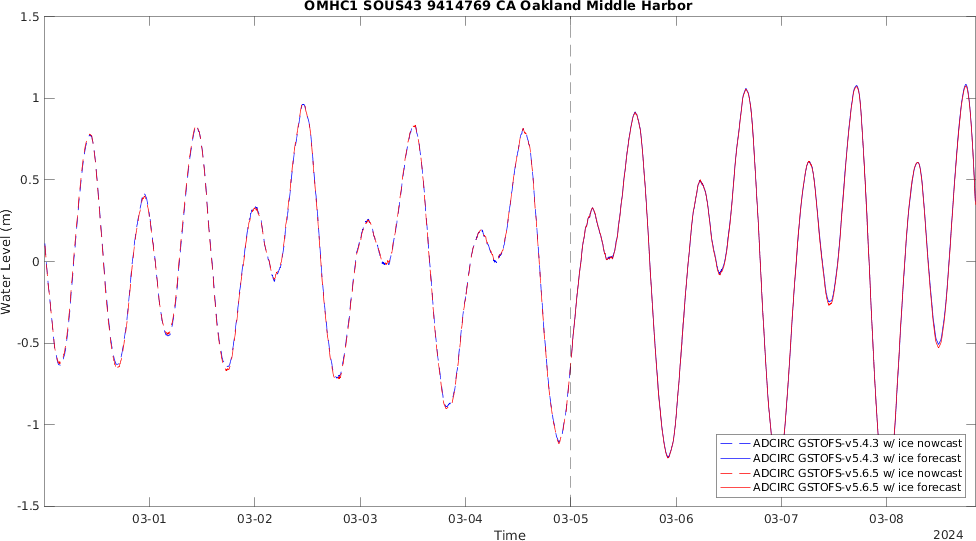 OMHC1 SOUS43 9414769 CA Oakland Middle Harbor
1.5
1
0.5
0
-0.5
-1
-1.5
Water Level (m)
03-01 03-02 03-03 03-04 03-05 03-06 03-07 03-08
Time
2024
ADCIRC GSTOFS-v5.4.3 w/ ice nowcast
ADCIRC GSTOFS-v5.4.3 w/ ice forecast
ADCIRC GSTOFS-v5.6.5 w/ ice nowcast
ADCIRC GSTOFS-v5.6.5 w/ ice forecast